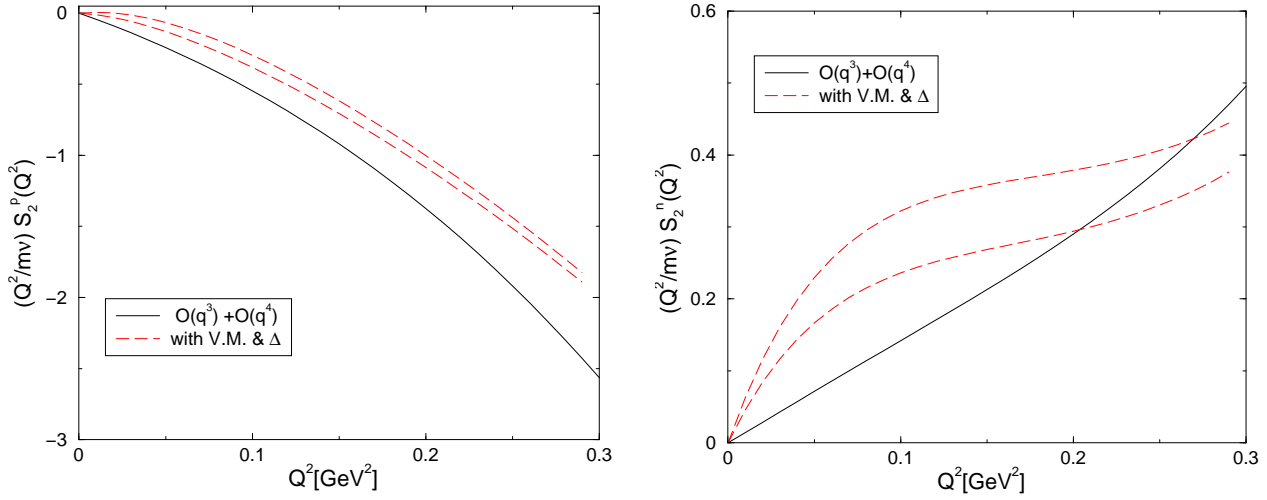 0
−1
−2
−3
(Q²/mν) S₂ᵖ(Q²)
O(q³) +O(q⁴)
with V.M. & Δ
0 0.1 0.2 0.3
Q²[GeV²]
0.6
0.4
0.2
0
(Q²/mν) S₂ⁿ(Q²)
O(q³)+O(q⁴)
with V.M. & Δ
0 0.1 0.2 0.3
Q²[GeV²]